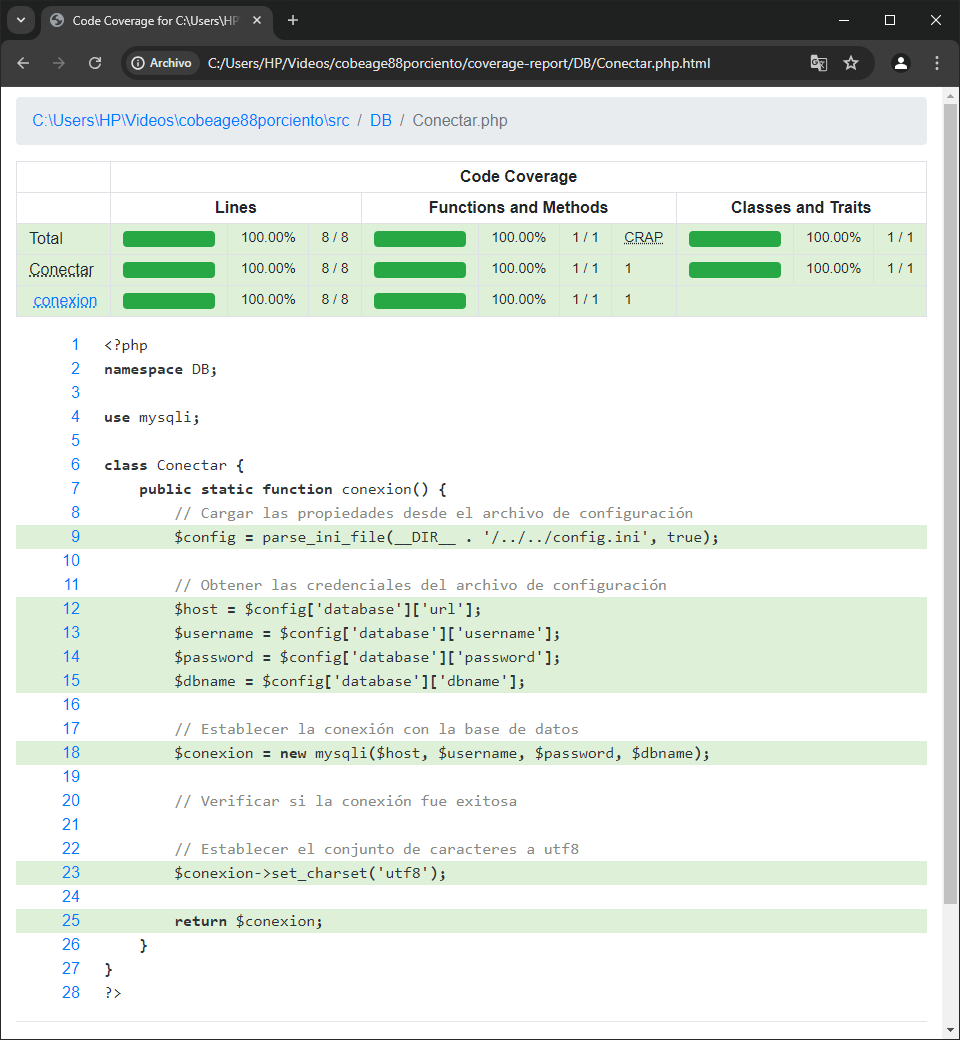 Code Coverage for C:\Users\HP
Archivo C:/Users/HP/Videos/cobeage88porciento/coverage-report/DB/Conectar.php.html
C:\Users\HP\Videos\cobeage88porciento\src / DB / Conectar.php
Code Coverage
Lines Functions and Methods Classes and Traits
Total 100.00% 8 / 8 100.00% 1 / 1 CRAP 100.00% 1 / 1
Conectar 100.00% 8 / 8 100.00% 1 / 1 1 100.00% 1 / 1
conexion 100.00% 8 / 8 100.00% 1 / 1 1
1 <?php
2 namespace DB;
3
4 use mysqli;
5
6 class Conectar {
7     public static function conexion() {
8         // Cargar las propiedades desde el archivo de configuración
9         $config = parse_ini_file(__DIR__ . '/../../config.ini', true);
10
11         // Obtener las credenciales del archivo de configuración
12         $host = $config['database']['url'];
13         $username = $config['database']['username'];
14         $password = $config['database']['password'];
15         $dbname = $config['database']['dbname'];
16
17         // Establecer la conexión con la base de datos
18         $conexion = new mysqli($host, $username, $password, $dbname);
19
20         // Verificar si la conexión fue exitosa
21
22         // Establecer el conjunto de caracteres a utf8
23         $conexion->set_charset('utf8');
24
25         return $conexion;
26     }
27 }
28 ?>